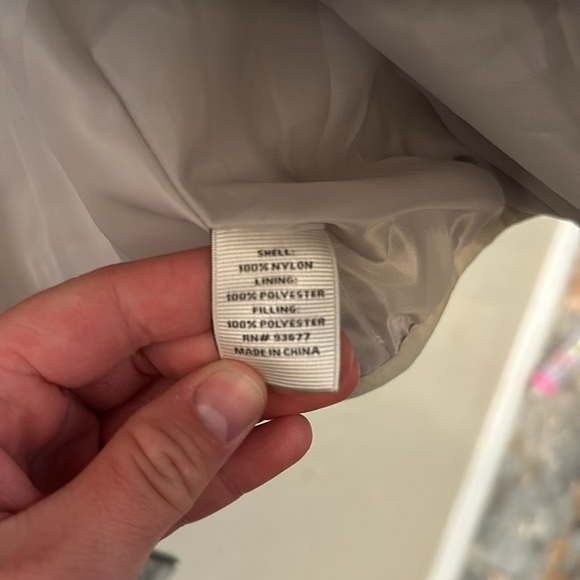 SHELL:
100% NYLON
LINING:
100% POLYESTER
FILLING:
100% POLYESTER
RN# 93677
MADE IN CHINA